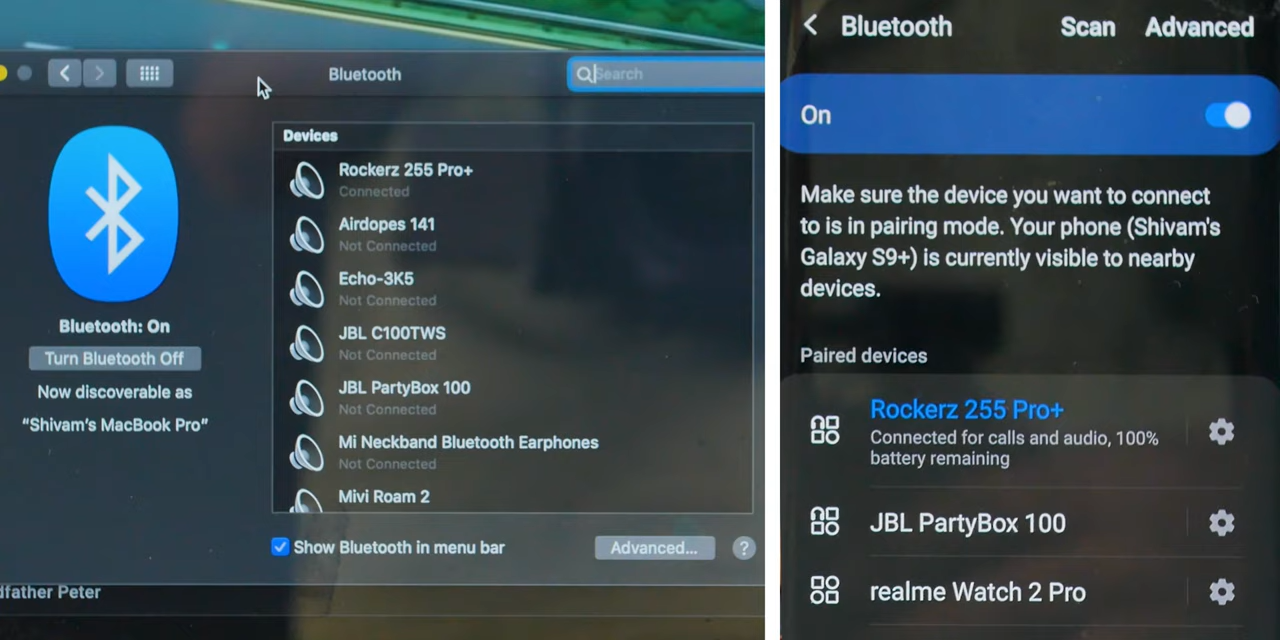 Bluetooth
Search
Devices
Rockerz 255 Pro+
Connected
Airdopes 141
Not Connected
Echo-3K5
Not Connected
JBL C100TWS
Not Connected
JBL PartyBox 100
Not Connected
Mi Neckband Bluetooth Earphones
Not Connected
Mivi Roam 2
Bluetooth: On
Turn Bluetooth Off
Now discoverable as
“Shivam’s MacBook Pro”
Show Bluetooth in menu bar
Advanced...
?
dfather Peter
Bluetooth
Scan
Advanced
On
Make sure the device you want to connect
to is in pairing mode. Your phone (Shivam's
Galaxy S9+) is currently visible to nearby
devices.
Paired devices
Rockerz 255 Pro+
Connected for calls and audio, 100%
battery remaining
JBL PartyBox 100
realme Watch 2 Pro